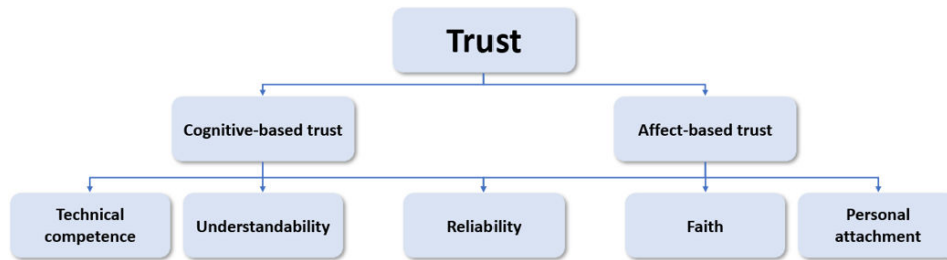 Trust
Cognitive-based trust
Affect-based trust
Technical
competence
Understandability
Reliability
Faith
Personal
attachment